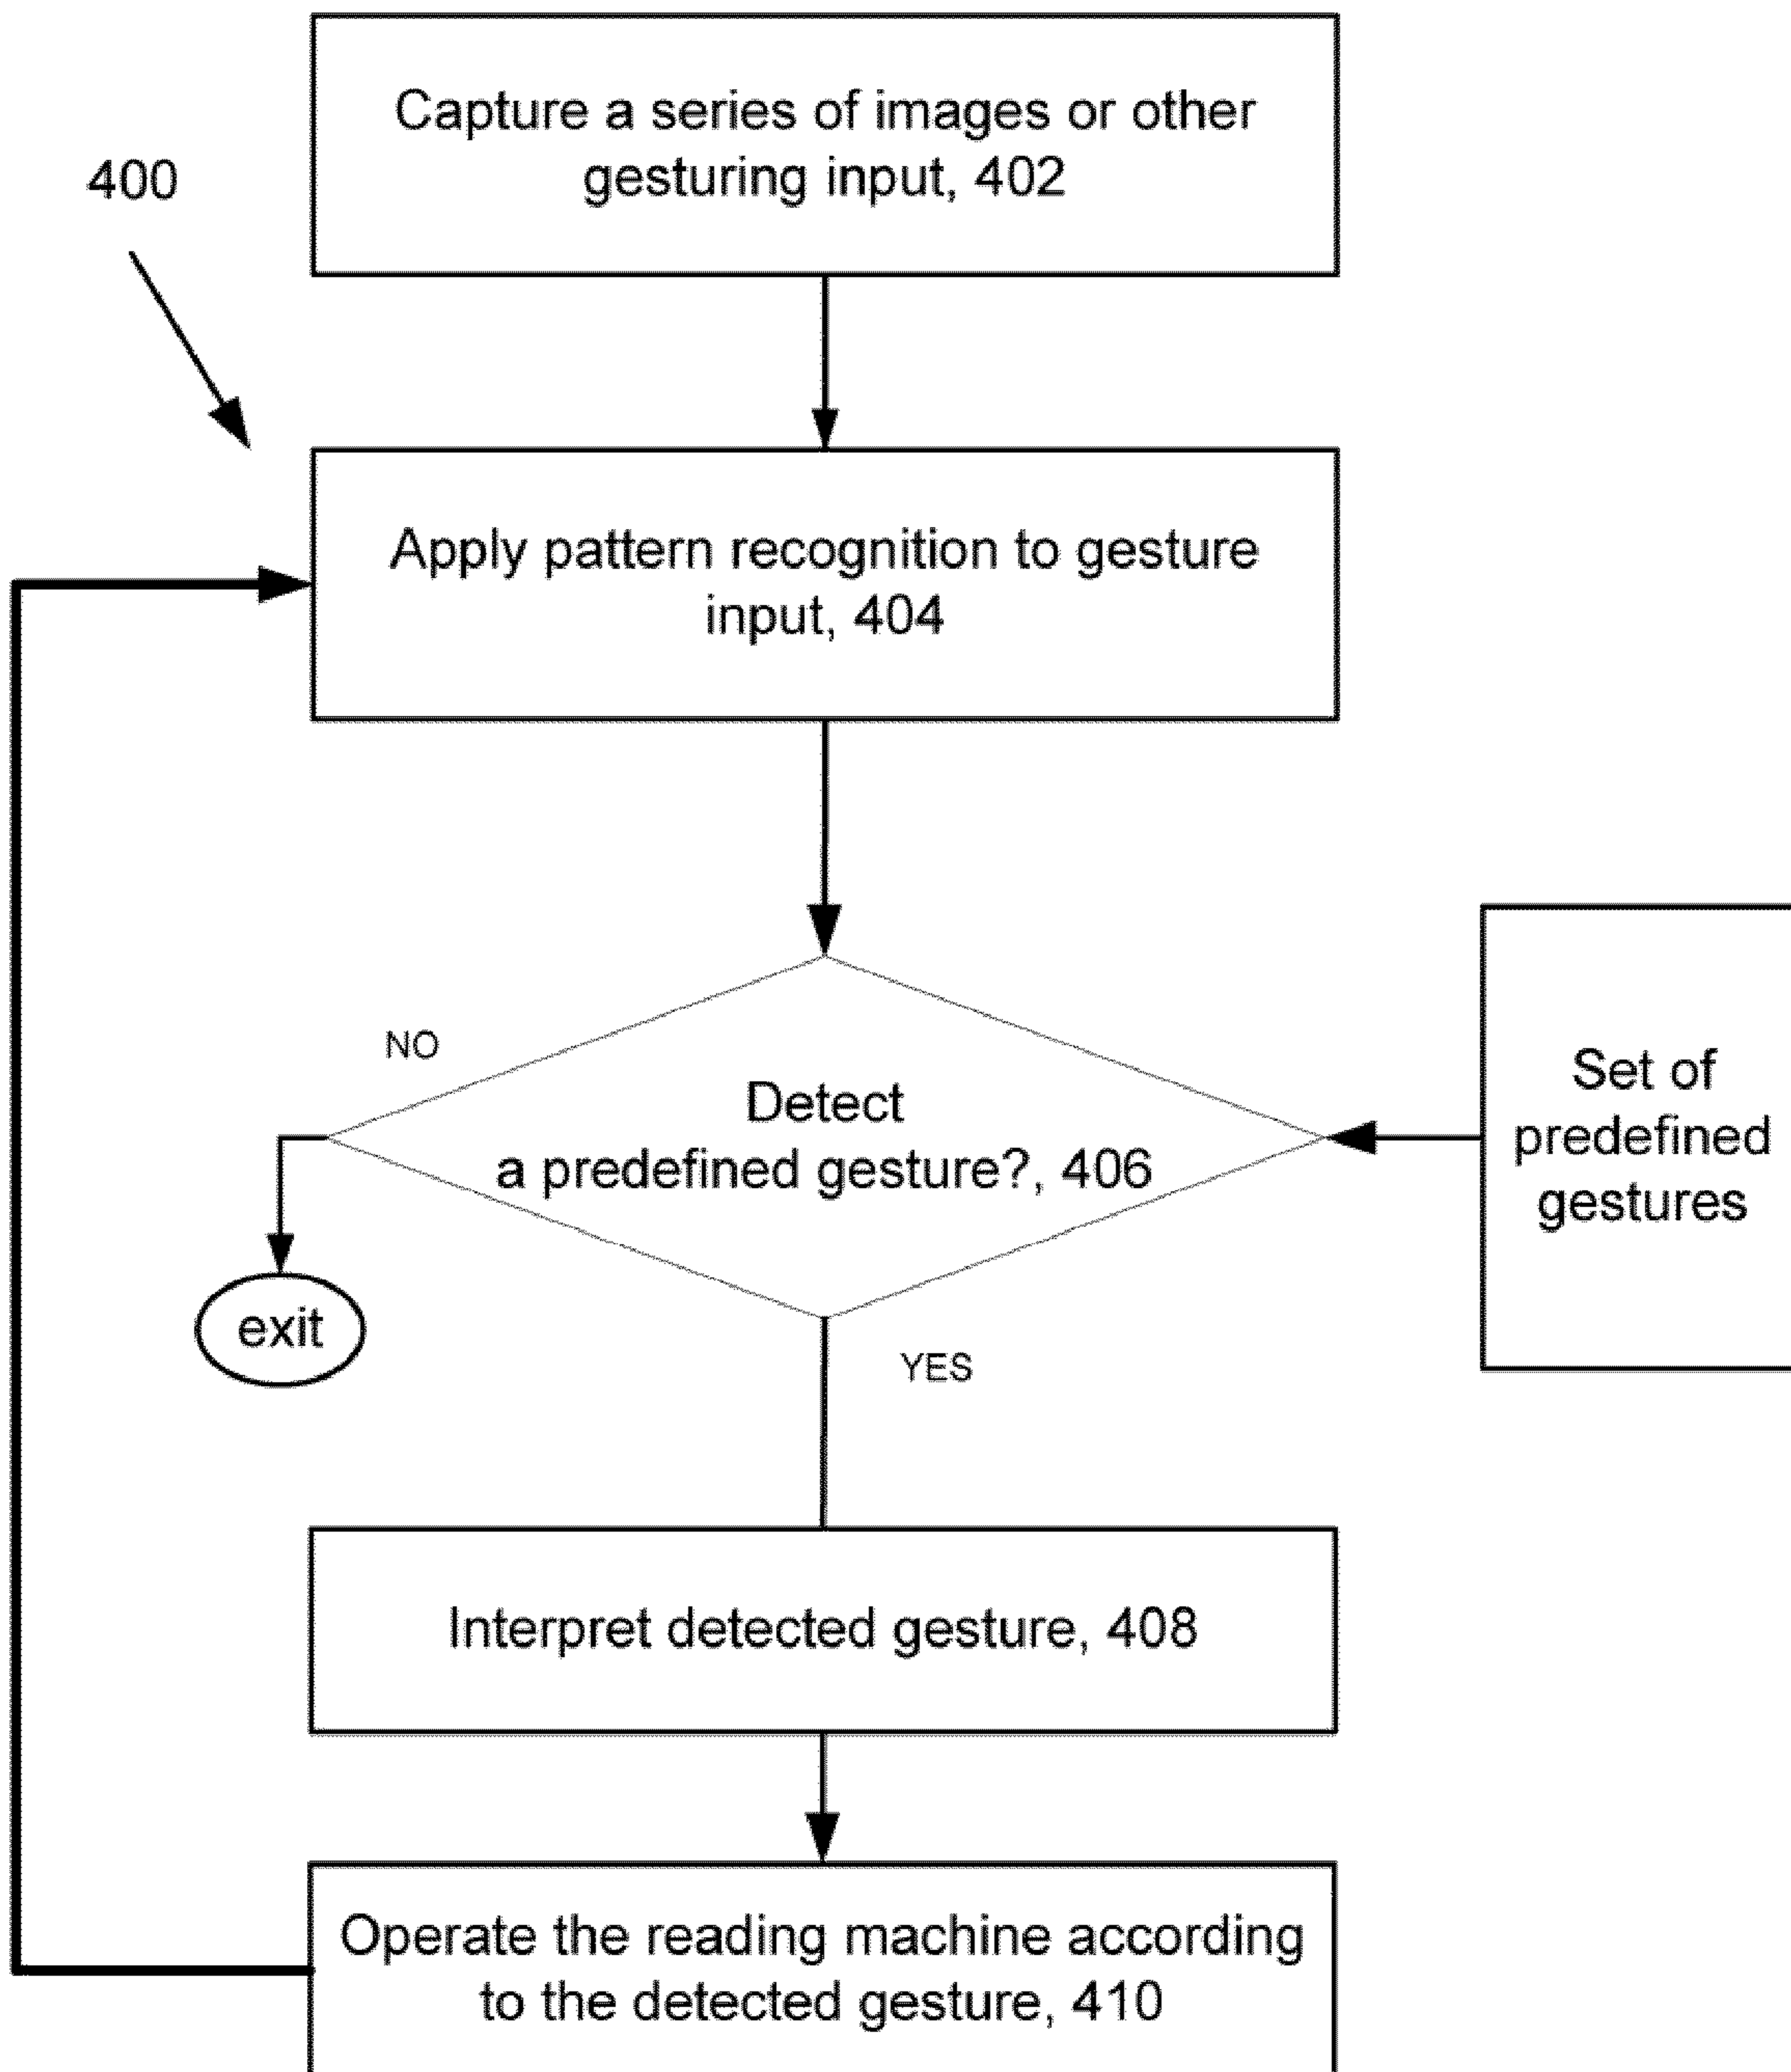 Capture a series of images or other
gesturing input, 402
400
Apply pattern recognition to gesture
input, 404
NO
Detect
a predefined gesture?, 406
Set of
predefined
gestures
exit
YES
Interpret detected gesture, 408
Operate the reading machine according
to the detected gesture, 410